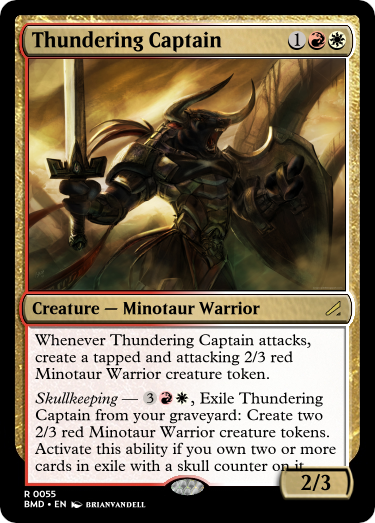 Thundering Captain 1
Creature — Minotaur Warrior
Whenever Thundering Captain attacks,
create a tapped and attacking 2/3 red
Minotaur Warrior creature token.
Skullkeeping — 3 , Exile Thundering
Captain from your graveyard: Create two
2/3 red Minotaur Warrior creature tokens.
Activate this ability if you own two or more
cards in exile with a skull counter on it
2/3
R 0055
BMD • EN BRIANVANDELL